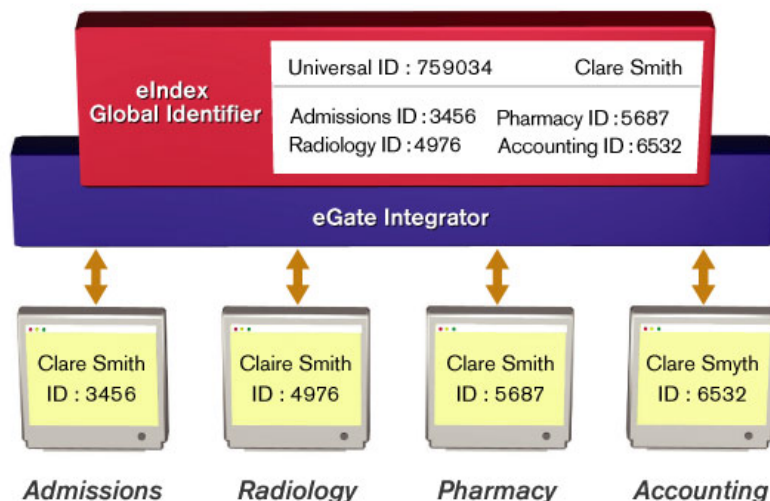 eIndex
Global Identifier
Universal ID : 759034 Clare Smith
Admissions ID : 3456 Pharmacy ID : 5687
Radiology ID : 4976 Accounting ID : 6532
eGate Integrator
Clare Smith
ID : 3456
Claire Smith
ID : 4976
Clare Smith
ID : 5687
Clare Smyth
ID : 6532
Admissions Radiology Pharmacy Accounting